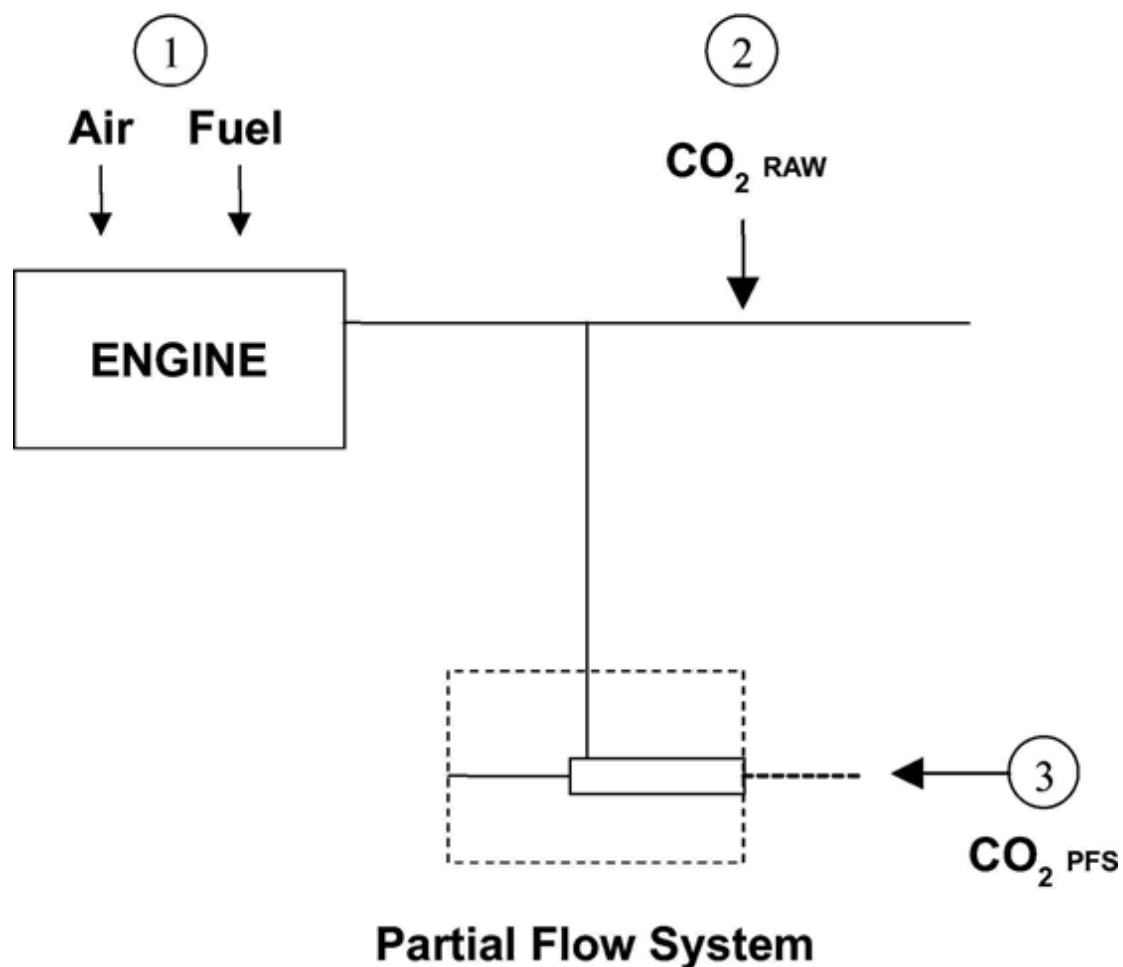 1 2
Air Fuel
CO₂ RAW
ENGINE
3
CO₂ PFS
Partial Flow System